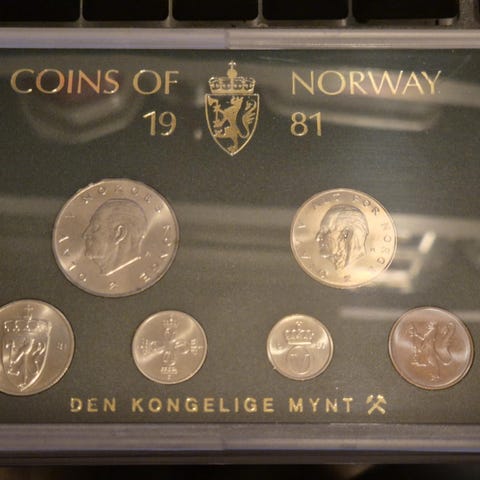 COINS OF NORWAY
19 81
DEN KONGELIGE MYNT